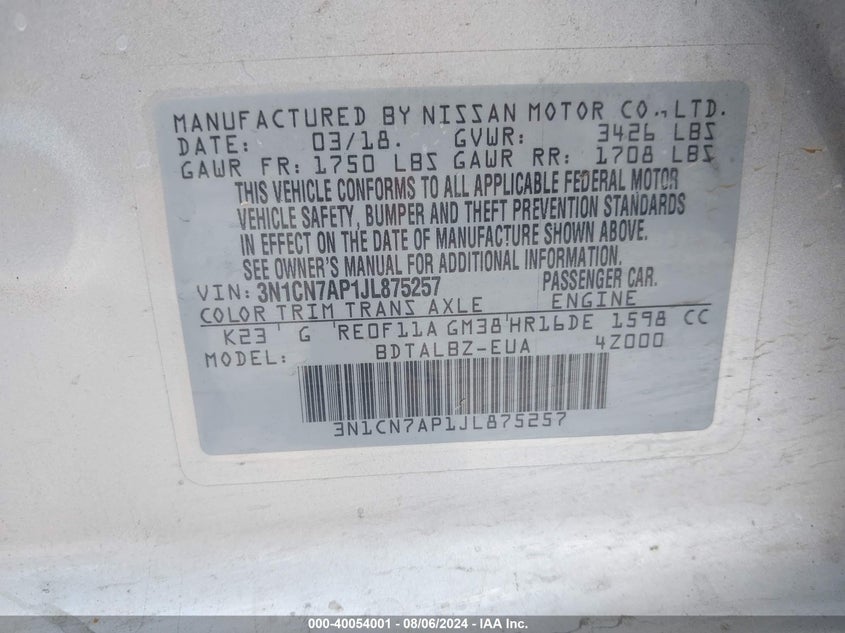 MANUFACTURED BY NISSAN MOTOR CO., LTD.
DATE: 03/18. GVWR: 3426 LBS
GAWR FR: 1750 LBS GAWR RR: 1708 LBS
THIS VEHICLE CONFORMS TO ALL APPLICABLE FEDERAL MOTOR
VEHICLE SAFETY, BUMPER AND THEFT PREVENTION STANDARDS
IN EFFECT ON THE DATE OF MANUFACTURE SHOWN ABOVE.
SEE OWNER'S MANUAL FOR ADDITIONAL INFORMATION.
VIN: 3N1CN7AP1JL875257 PASSENGER CAR.
COLOR TRIM TRANS AXLE ENGINE
K23 ' G 'RE0F11A GM38'HR16DE 1598 CC
MODEL: BDTALBZ-EUA 4Z000
3N1CN7AP1JL875257
000-40054001 - 08/06/2024 - IAA Inc.